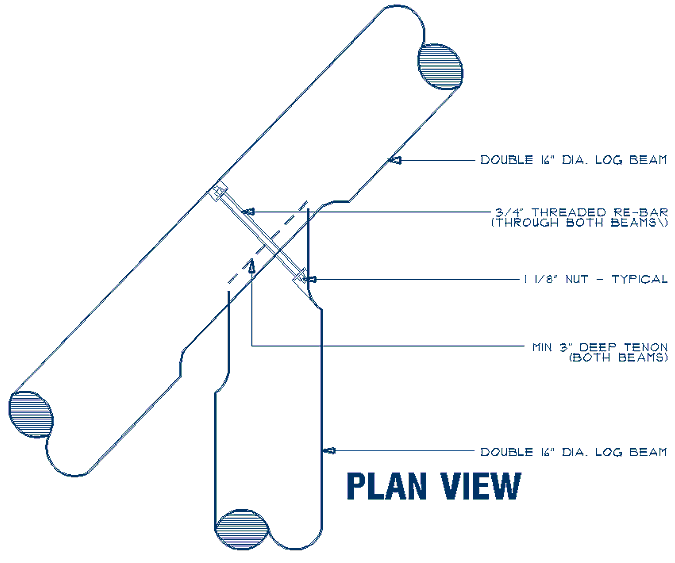 DOUBLE 16" DIA. LOG BEAM
3/4" THREADED RE-BAR
(THROUGH BOTH BEAMS\)
1 1/8" NUT - TYPICAL
MIN 3" DEEP TENON
(BOTH BEAMS)
DOUBLE 16" DIA. LOG BEAM
PLAN VIEW